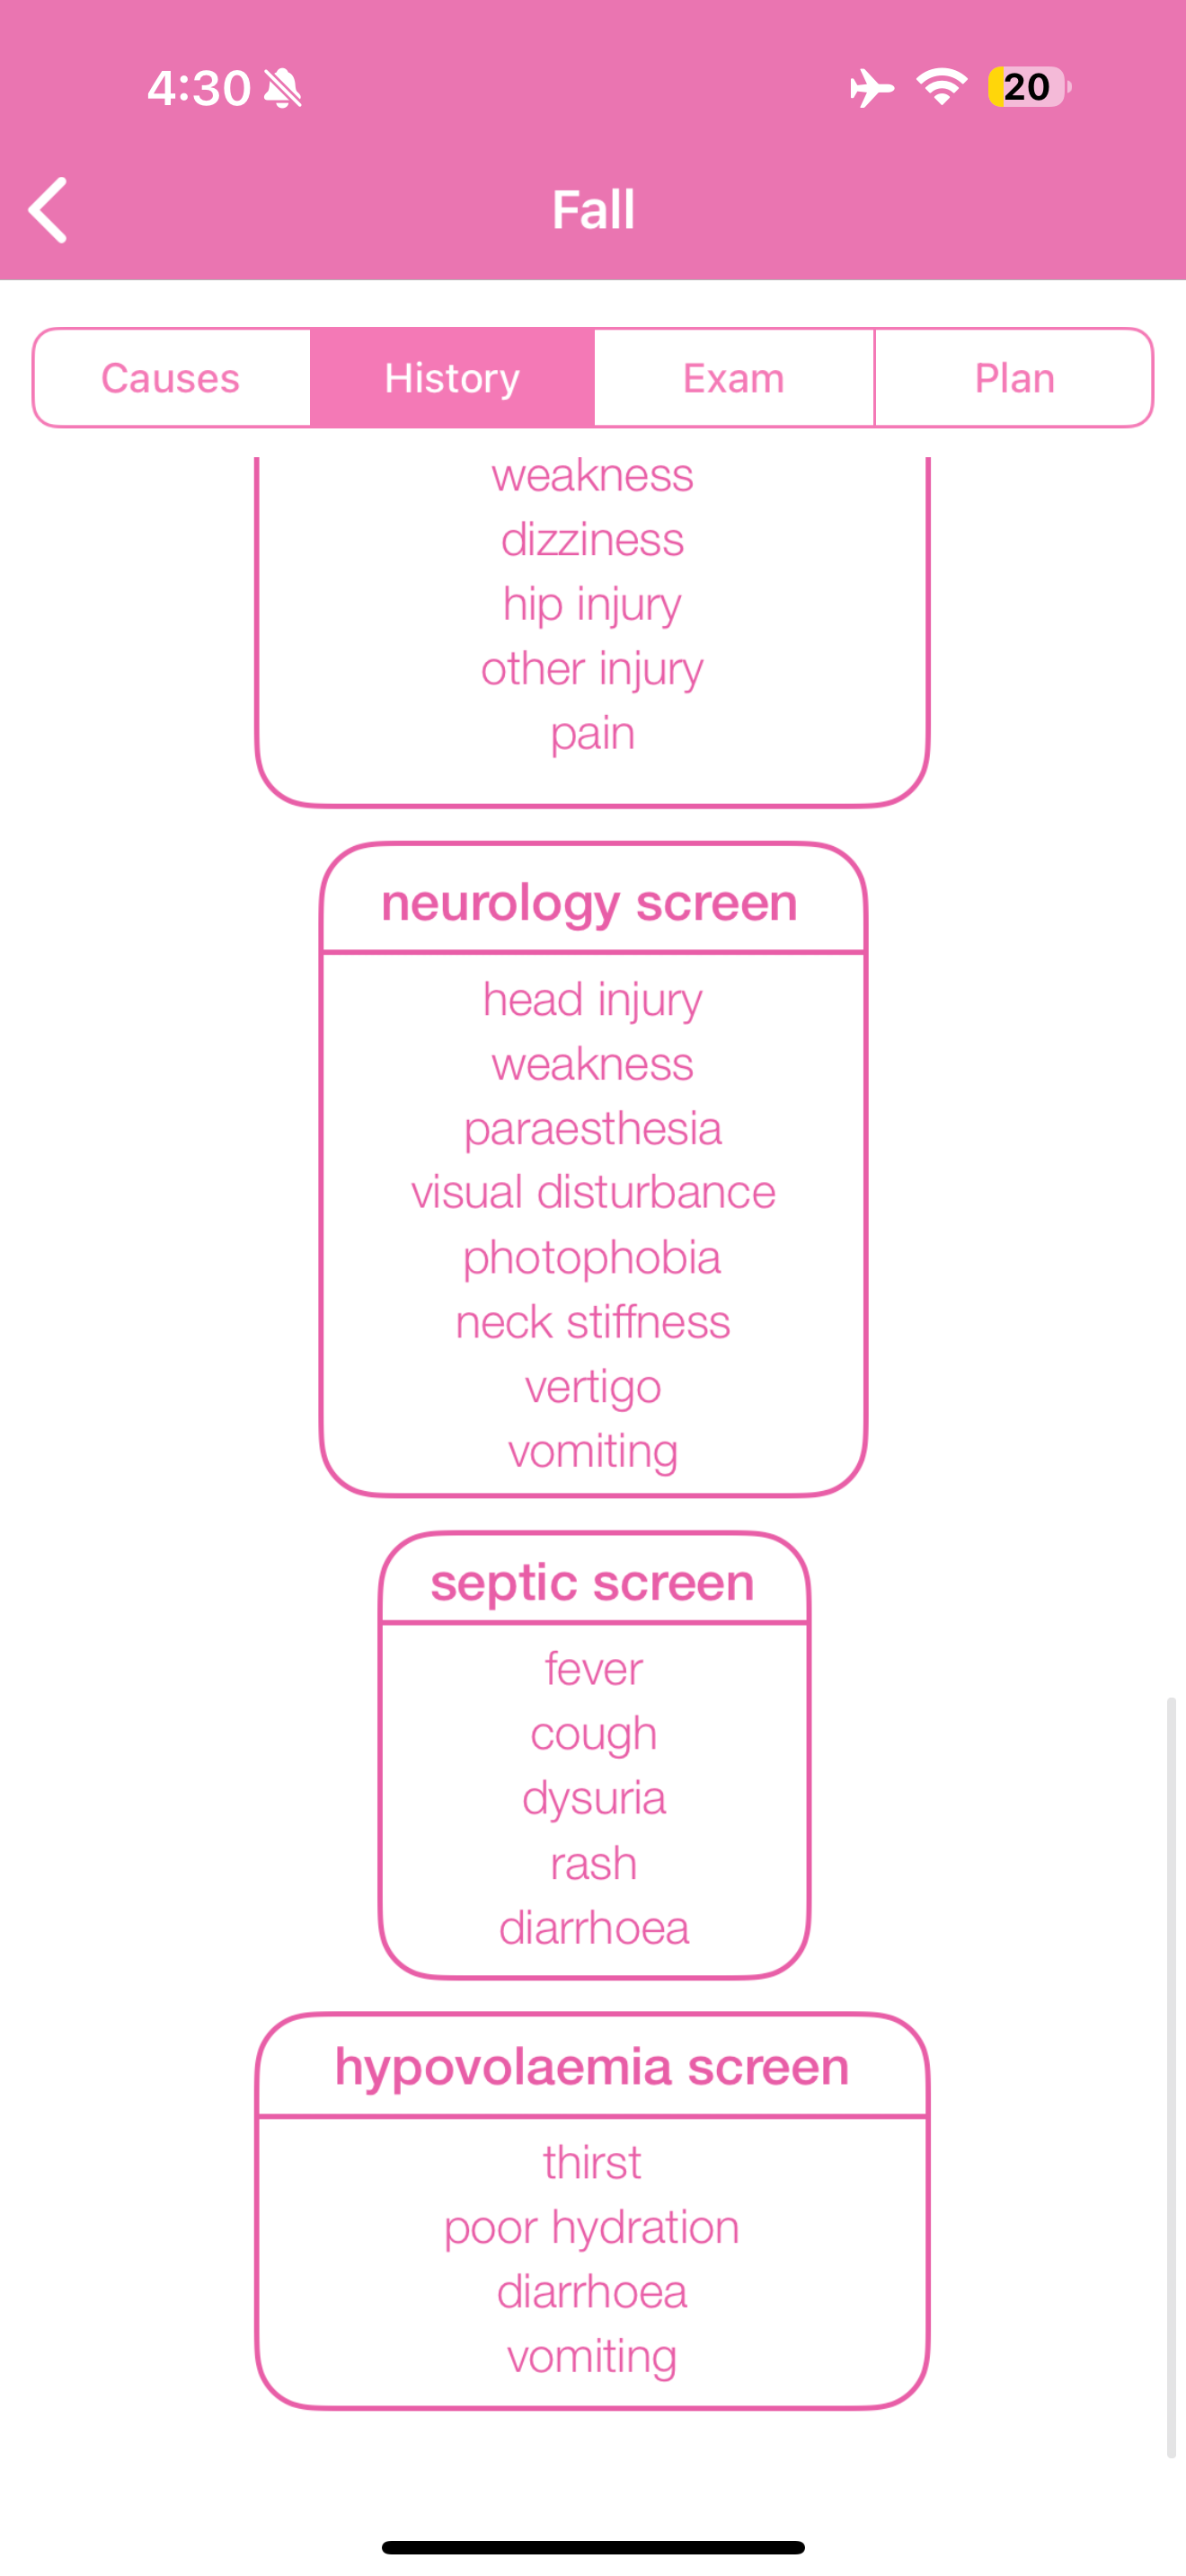 4:30
20
Fall
Causes History Exam Plan
weakness
dizziness
hip injury
other injury
pain
neurology screen
head injury
weakness
paraesthesia
visual disturbance
photophobia
neck stiffness
vertigo
vomiting
septic screen
fever
cough
dysuria
rash
diarrhoea
hypovolaemia screen
thirst
poor hydration
diarrhoea
vomiting